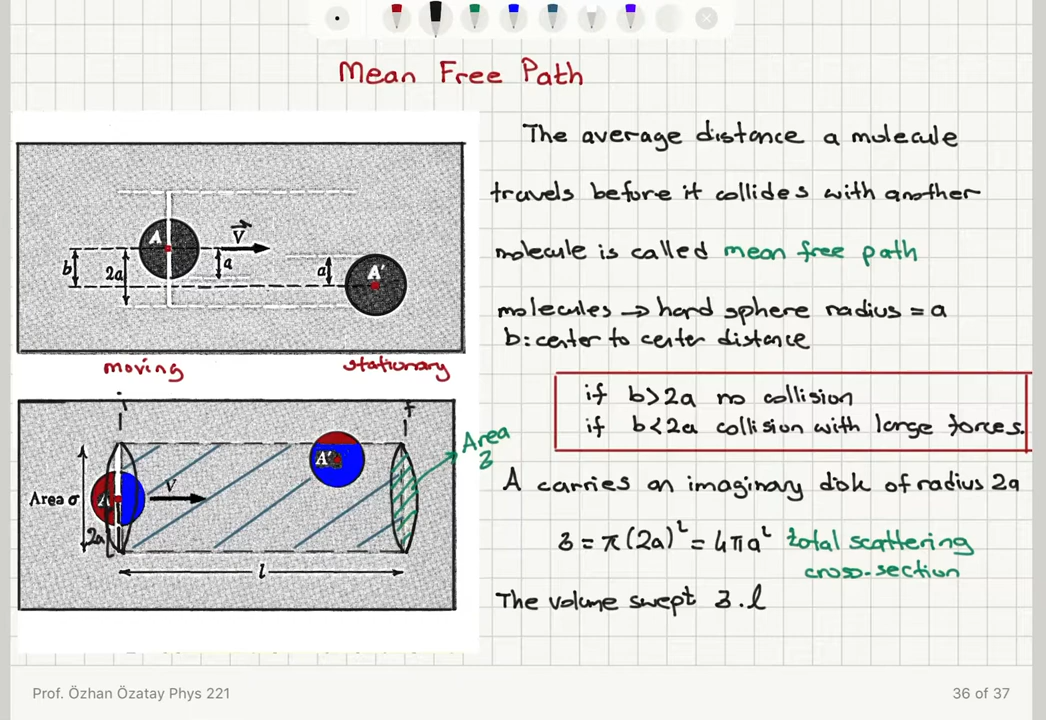 Mean Free Path
A
V
b
2a
a
a
A'
moving
stationary
Area σ
A
V
A'
2a
l
Area
σ
The average distance a molecule
travels before it collides with another
molecule is called mean free path
molecules → hard sphere radius = a
b: center to center distance
if b>2a no collision
if b<2a collision with large forces.
A carries an imaginary disk of radius 2a
σ = π(2a)² = 4πa² total scattering
cross-section
The volume swept σ.l
Prof. Özhan Özatay Phys 221
36 of 37